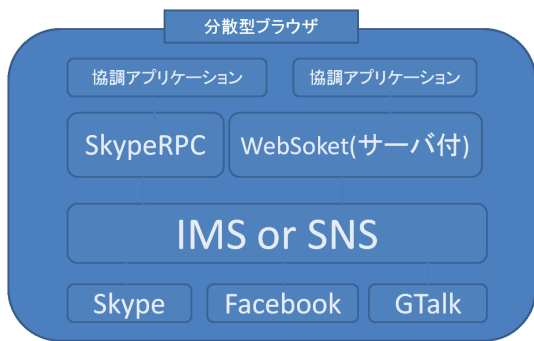 分散型ブラウザ
協調アプリケーション 協調アプリケーション
SkypeRPC WebSoket(サーバ付)
IMS or SNS
Skype Facebook GTalk